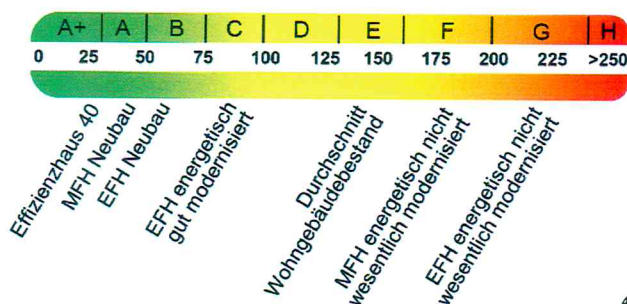 A+ A B C D E F G H
0 25 50 75 100 125 150 175 200 225 >250
Effizienzhaus 40
MFH Neubau
EFH Neubau
EFH energetisch
gut modernisiert
Durchschnitt
Wohngebäudebestand
MFH energetisch nicht
wesentlich modernisiert
EFH energetisch nicht
wesentlich modernisiert